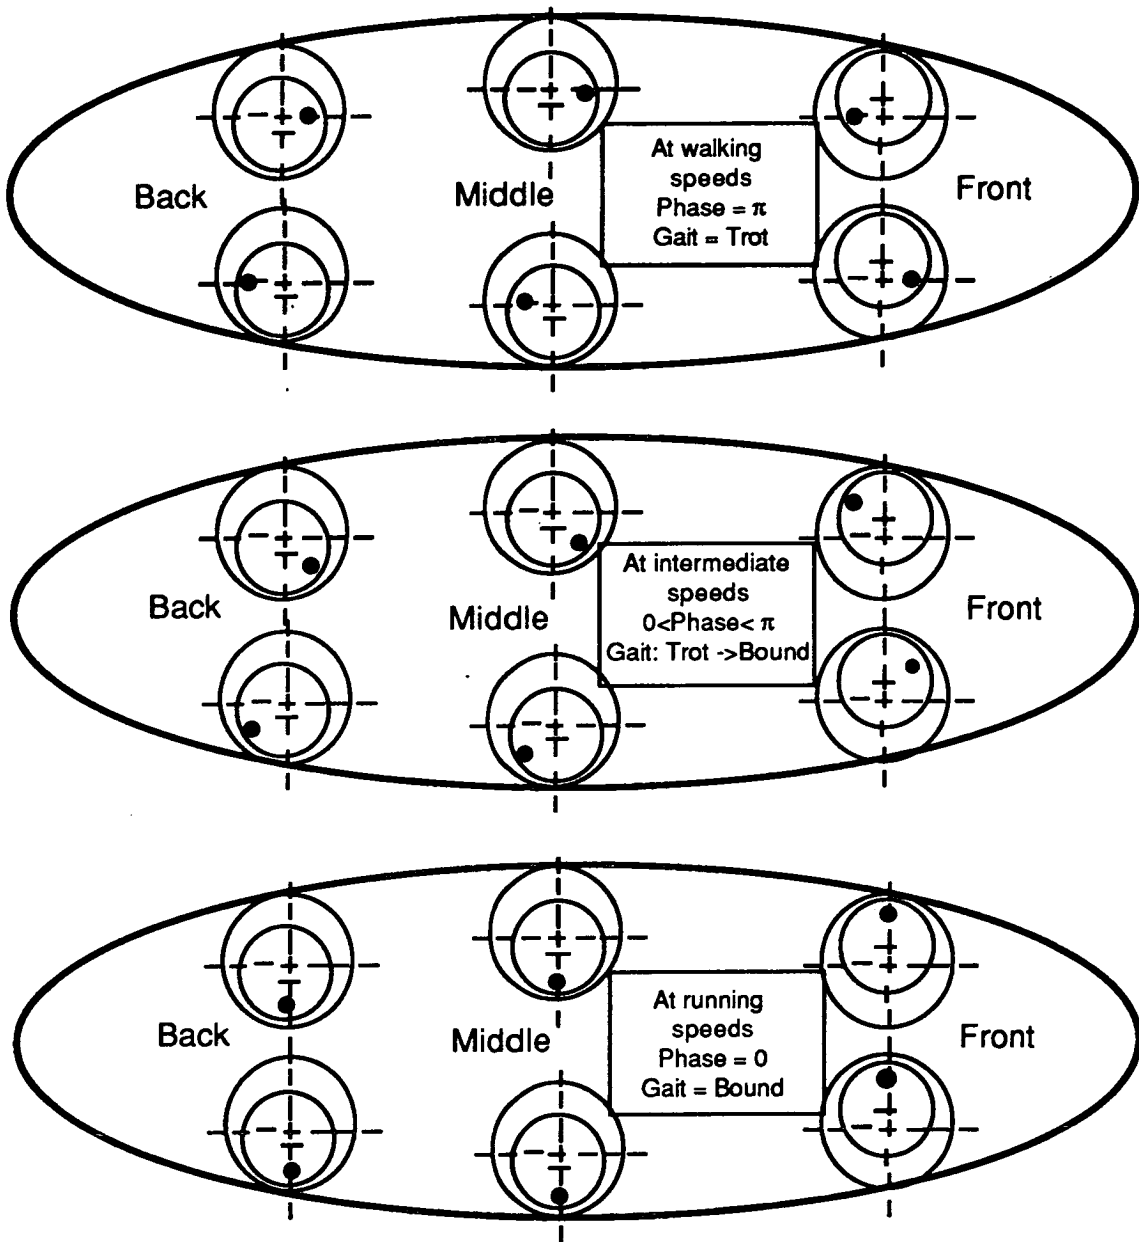 Back
Middle
At walking
speeds
Phase = π
Gait = Trot
Front
Back
Middle
At intermediate
speeds
0<Phase< π
Gait: Trot ->Bound
Front
Back
Middle
At running
speeds
Phase = 0
Gait = Bound
Front